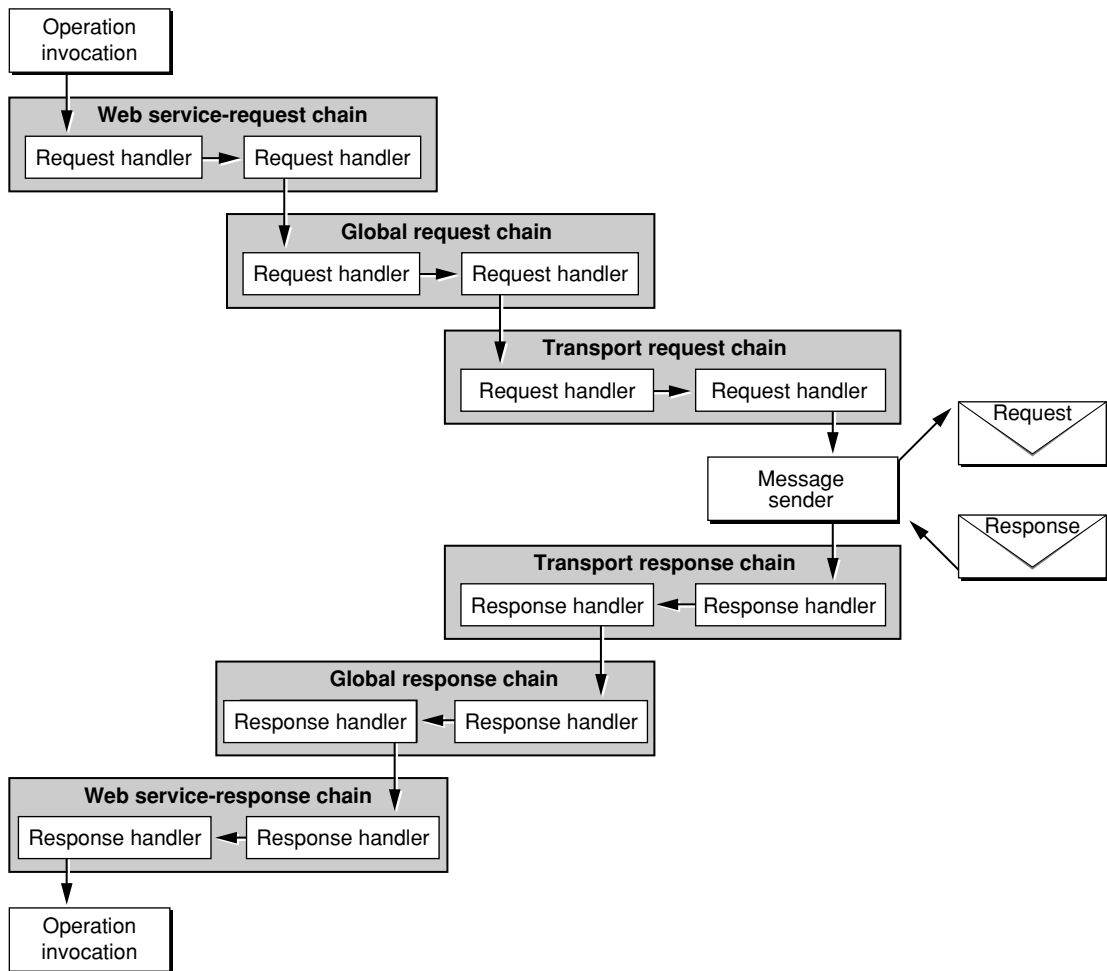 Operation
invocation
Web service-request chain
Request handler
Request handler
Global request chain
Request handler
Request handler
Transport request chain
Request handler
Request handler
Request
Message
sender
Response
Transport response chain
Response handler
Response handler
Global response chain
Response handler
Response handler
Web service-response chain
Response handler
Response handler
Operation
invocation